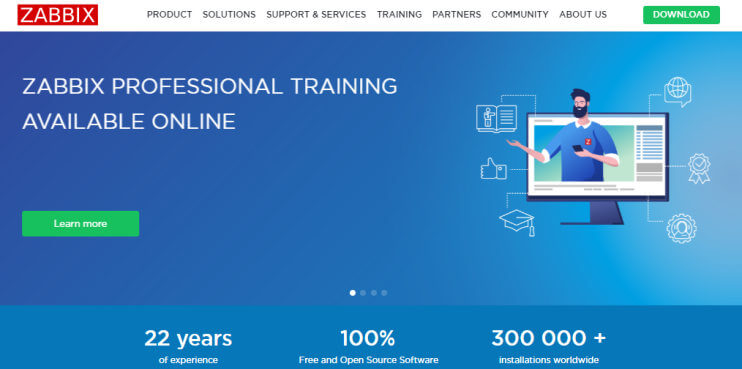 ZABBIX PRODUCT SOLUTIONS SUPPORT & SERVICES TRAINING PARTNERS COMMUNITY ABOUT US DOWNLOAD
ZABBIX PROFESSIONAL TRAINING
AVAILABLE ONLINE
Learn more
22 years 100% 300 000 +
of experience Free and Open Source Software installations worldwide